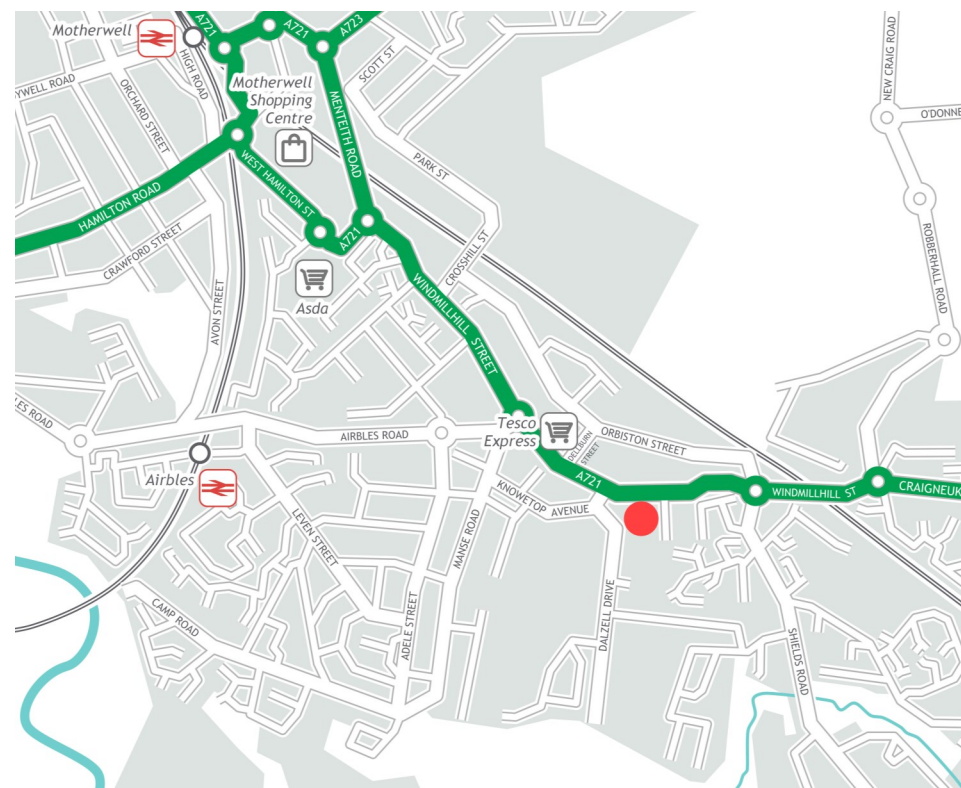 A721
A721
A723
Motherwell
HIGH ROAD
SCOTT ST
NEW CRAIG ROAD
YWELL ROAD
ORCHARD STREET
Motherwell
Shopping
Centre
MENTEITH ROAD
O'DONNE
PARK ST
WEST HAMILTON ST
HAMILTON ROAD
A721
CROSSHILL ST
CRAWFORD STREET
ROBBERHALL ROAD
Asda
AVON STREET
WINDMILLHILL STREET
LES ROAD
AIRBLES ROAD
Tesco
Express
ORBISTON STREET
DELLBURN
STREET
Airbles
A721
WINDMILLHILL ST
CRAIGNEUK
KNOWETOP AVENUE
LEVEN STREET
MANSE ROAD
CAMP ROAD
ADELE STREET
DALZELL DRIVE
SHIELDS ROAD